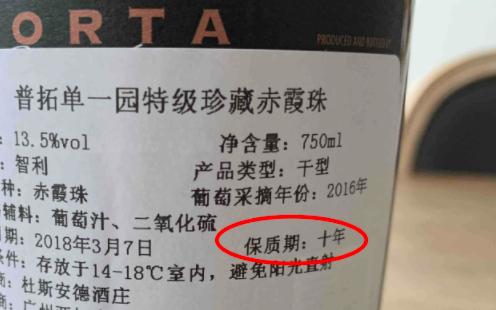 ORTA
PRODUCED AND BOTTLED BY
普拓单一园特级珍藏赤霞珠
: 13.5%vol
净含量: 750ml
: 智利
产品类型: 干型
种: 赤霞珠
葡萄采摘年份: 2016年
辅料: 葡萄汁、二氧化硫
期: 2018年3月7日
保质期: 十年
条件: 存放于14-18℃室内,避免阳光直射
商: 杜斯安德酒庄